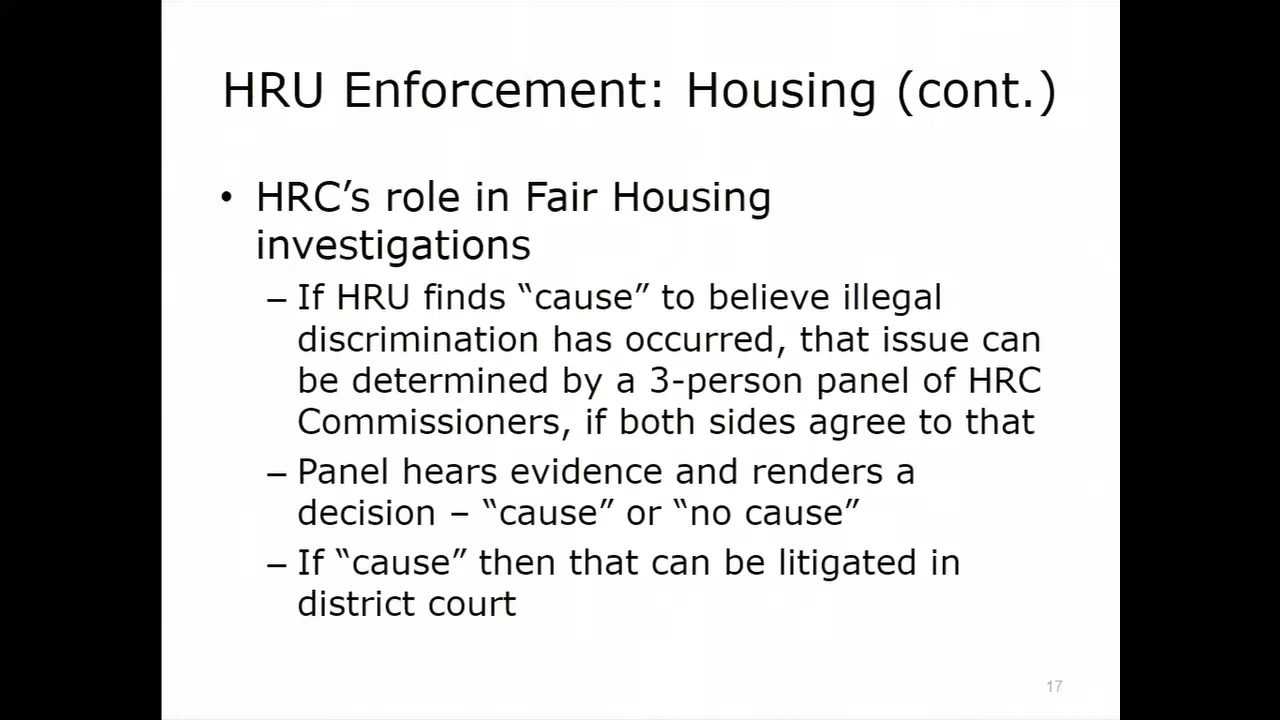 HRU Enforcement: Housing (cont.)
• HRC’s role in Fair Housing
investigations
– If HRU finds “cause” to believe illegal
discrimination has occurred, that issue can
be determined by a 3-person panel of HRC
Commissioners, if both sides agree to that
– Panel hears evidence and renders a
decision – “cause” or “no cause”
– If “cause” then that can be litigated in
district court
17